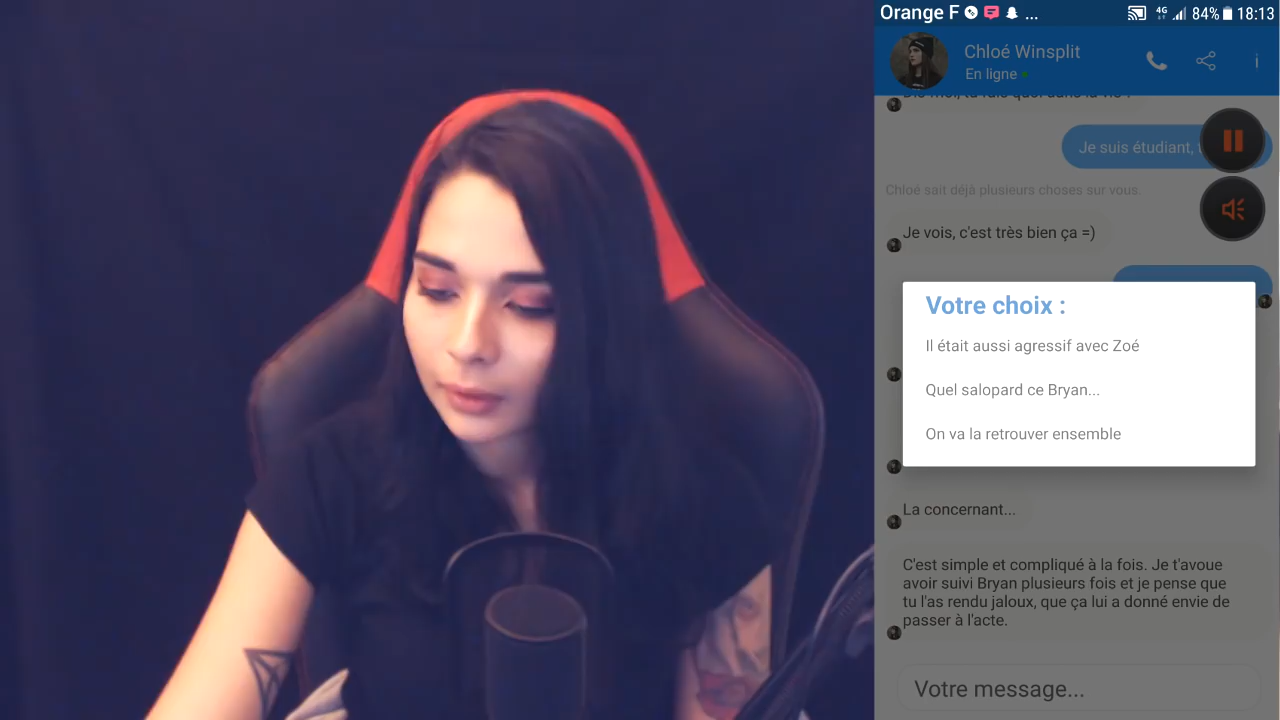 Orange F ... 4G 84% 18:13
Chloé Winsplit
En ligne
Je suis étudiant,
Chloé sait déjà plusieurs choses sur vous.
Je vois, c'est très bien ça =)
Votre choix :
Il était aussi agressif avec Zoé
Quel salopard ce Bryan...
On va la retrouver ensemble
La concernant...
C'est simple et compliqué à la fois. Je t'avoue
avoir suivi Bryan plusieurs fois et je pense que
tu l'as rendu jaloux, que ça lui a donné envie de
passer à l'acte.
Votre message...